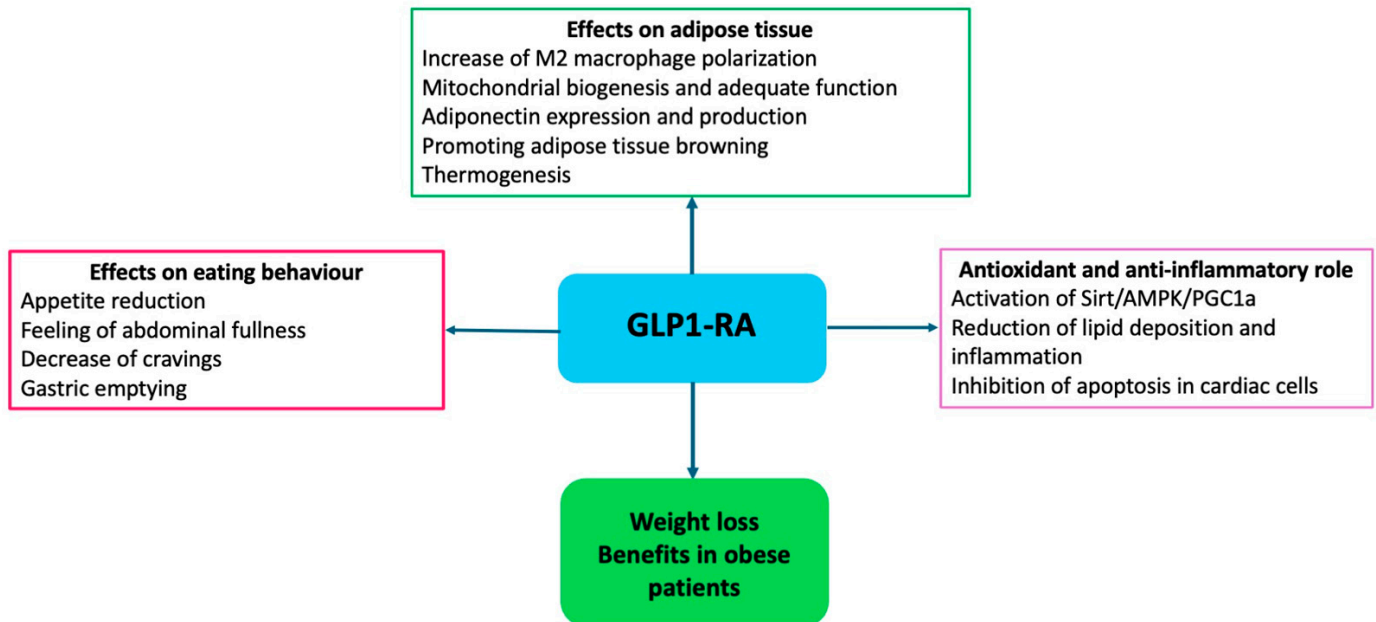 Effects on adipose tissue
Increase of M2 macrophage polarization
Mitochondrial biogenesis and adequate function
Adiponectin expression and production
Promoting adipose tissue browning
Thermogenesis
Effects on eating behaviour
Appetite reduction
Feeling of abdominal fullness
Decrease of cravings
Gastric emptying
GLP1-RA
Antioxidant and anti-inflammatory role
Activation of Sirt/AMPK/PGC1a
Reduction of lipid deposition and
inflammation
Inhibition of apoptosis in cardiac cells
Weight loss
Benefits in obese
patients